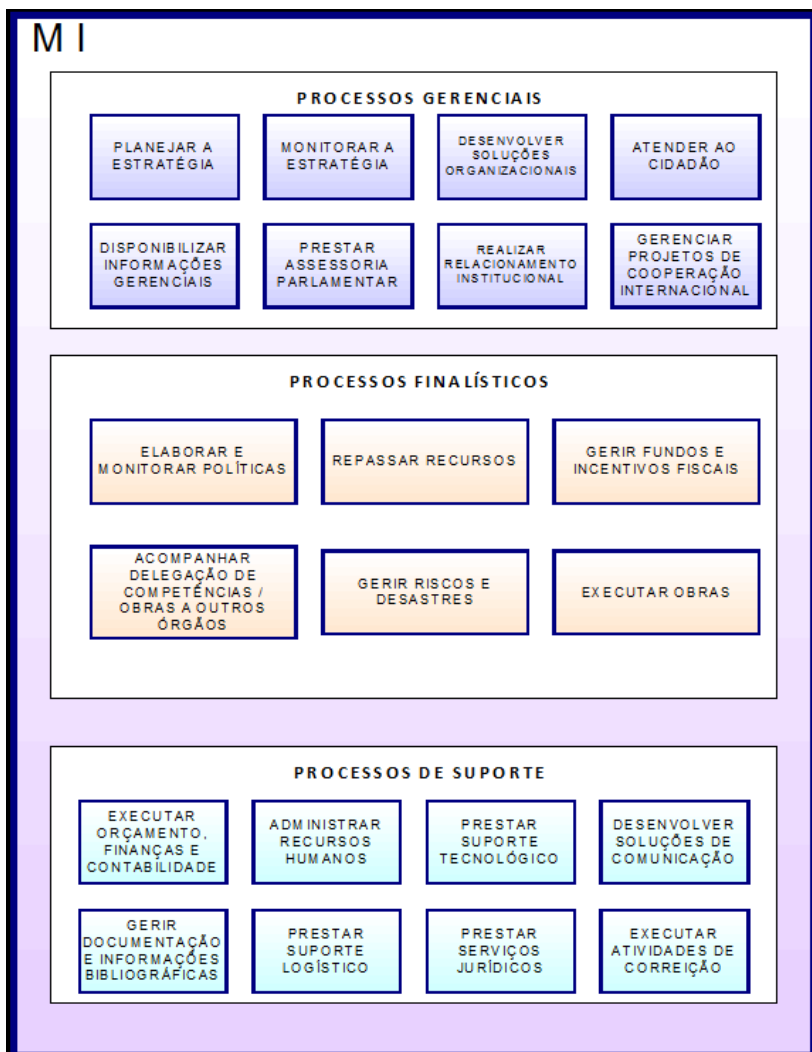 M I
PROCESSOS GERENCIAIS
PLANEJAR A
ESTRATÉGIA
MONITORAR A
ESTRATÉGIA
DESENVOLVER
SOLUÇÕES
ORGANIZACIONAIS
ATENDER AO
CIDADÃO
DISPONIBILIZAR
INFORMAÇÕES
GERENCIAIS
PRESTAR
ASSESSORIA
PARLAMENTAR
REALIZAR
RELACIONAMENTO
INSTITUCIONAL
GERENCIAR
PROJETOS DE
COOPERAÇÃO
INTERNACIONAL
PROCESSOS FINALÍSTICOS
ELABORAR E
MONITORAR POLÍTICAS
REPASSAR RECURSOS
GERIR FUNDOS E
INCENTIVOS FISCAIS
ACOMPANHAR
DELEGAÇÃO DE
COMPETÊNCIAS /
OBRAS A OUTROS
ÓRGÃOS
GERIR RISCOS E
DESASTRES
EXECUTAR OBRAS
PROCESSOS DE SUPORTE
EXECUTAR
ORÇAMENTO,
FINANÇAS E
CONTABILIDADE
ADMINISTRAR
RECURSOS
HUMANOS
PRESTAR
SUPORTE
TECNOLÓGICO
DESENVOLVER
SOLUÇÕES DE
COMUNICAÇÃO
GERIR
DOCUMENTAÇÃO
E INFORMAÇÕES
BIBLIOGRÁFICAS
PRESTAR
SUPORTE
LOGÍSTICO
PRESTAR
SERVIÇOS
JURÍDICOS
EXECUTAR
ATIVIDADES DE
CORREIÇÃO